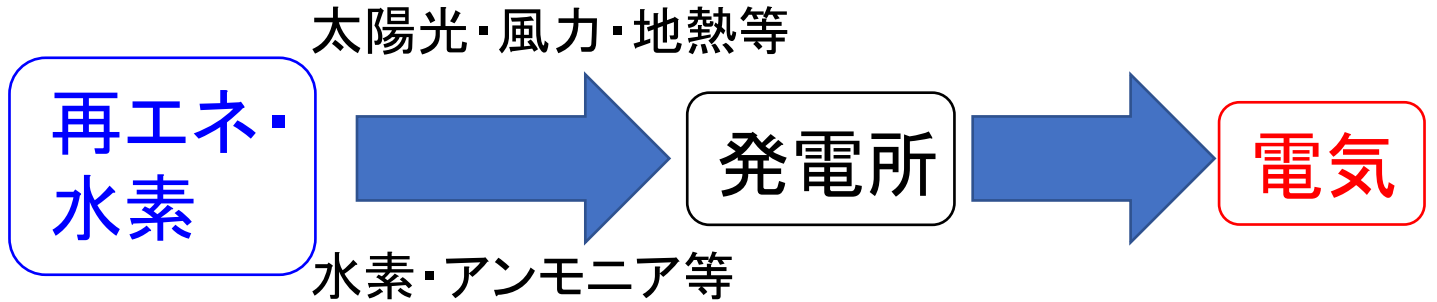 太陽光・風力・地熱等
再エネ・
水素
発電所
電気
水素・アンモニア等